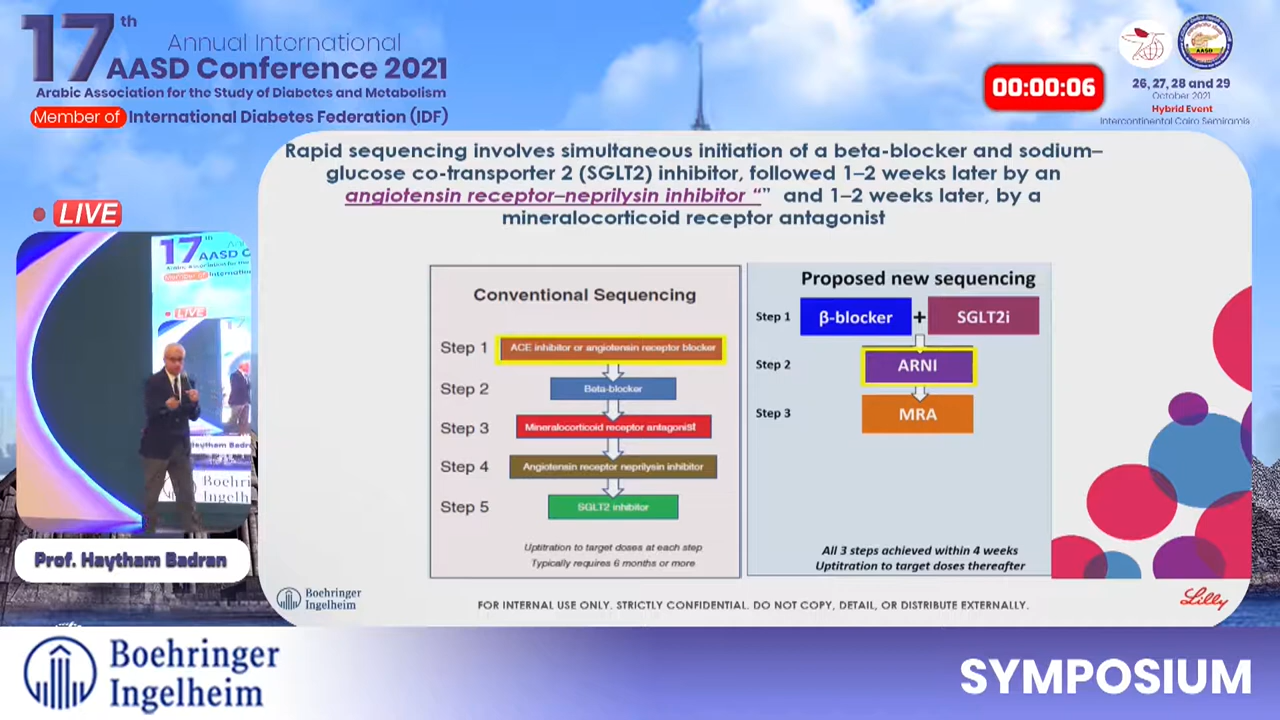 17th
Annual International
AASD Conference 2021
Arabic Association for the Study of Diabetes and Metabolism
Member of International Diabetes Federation (IDF)
00:00:06
AASD
26, 27, 28 and 29
October 2021
Hybrid Event
Intercontinental Cairo Semiramis
LIVE
17th
AASD C
LIVE
Haytham Badra
Boehringer
Ingelheim
Prof. Haytham Badran
Rapid sequencing involves simultaneous initiation of a beta-blocker and sodium–
glucose co-transporter 2 (SGLT2) inhibitor, followed 1–2 weeks later by an
angiotensin receptor–neprilysin inhibitor “” and 1–2 weeks later, by a
mineralocorticoid receptor antagonist
Conventional Sequencing
Step 1 ACE inhibitor or angiotensin receptor blocker
Step 2 Beta-blocker
Step 3 Mineralocorticoid receptor antagonist
Step 4 Angiotensin receptor neprilysin inhibitor
Step 5 SGLT2 inhibitor
Uptitration to target doses at each step
Typically requires 6 months or more
Proposed new sequencing
Step 1 β-blocker + SGLT2i
Step 2 ARNI
Step 3 MRA
All 3 steps achieved within 4 weeks
Uptitration to target doses thereafter
Boehringer
Ingelheim
FOR INTERNAL USE ONLY. STRICTLY CONFIDENTIAL. DO NOT COPY, DETAIL, OR DISTRIBUTE EXTERNALLY.
Lilly
Boehringer
Ingelheim
SYMPOSIUM